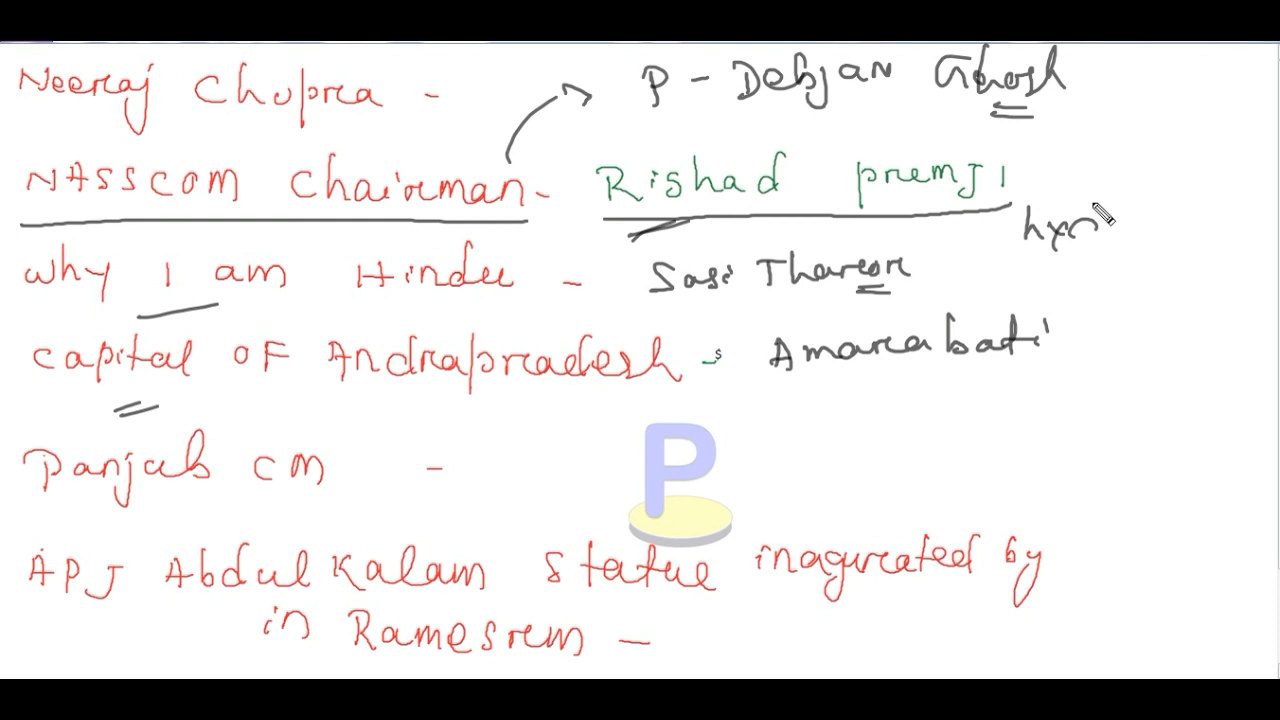 Neeraj Chopra -
P - Debjan Ghosh
NASSCOM Chairman - Rishad premji
Why I am Hindu - Sasi Tharoor
capital of Andrapradesh - Amarabati
Panjab CM -
P
APJ Abdul Kalam statue inagurated by
in Ramesrem -